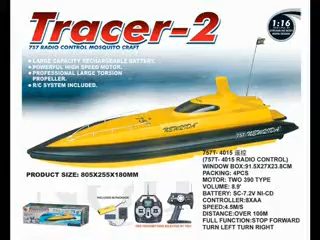 Tracer-2
1:16
757 RADIO CONTROL MOSQUITO CRAFT
• LARGE CAPACITY RECHARGEABLE BATTERY.
• POWERFUL HIGH SPEED MOTOR.
• PROFESSIONAL LARGE TORSION
PROPELLER.
• R/C SYSTEM INCLUDED.
PRODUCT SIZE: 805X255X180MM
757T- 4015 遥控
(757T- 4015 RADIO CONTROL)
WINDOW BOX:91.5X27X23.8CM
PACKING: 4PCS
MOTOR: TWO 390 TYPE
VOLUME: 8.9'
BATTERY: SC-7.2V NI-CD
CONTROLLER:8XAA
SPEED:4.5M/S
DISTANCE:OVER 100M
FULL FUNCTION:STOP FORWARD
TURN LEFT TURN RIGHT